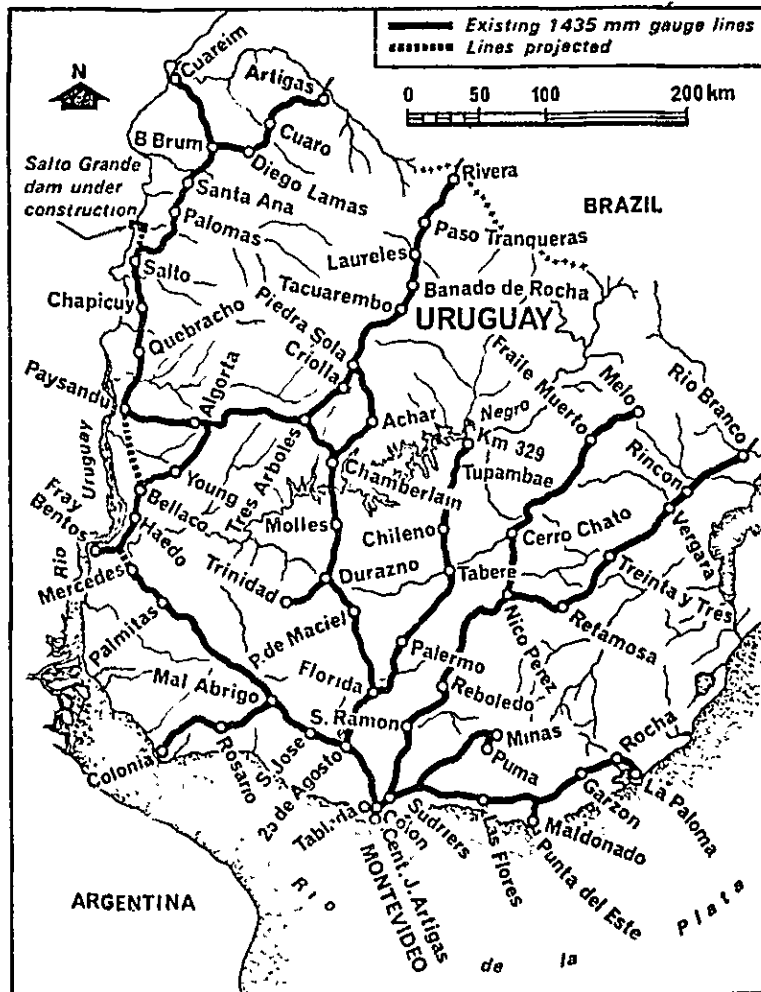 Existing 1435 mm gauge lines
Lines projected
N
0 50 100 200 km
Cuareim
Artigas
Cuaro
B Brum
Diego Lamas
Salto Grande
dam under
construction
Santa Ana
Palomas
Rivera
BRAZIL
Paso Tranqueras
Laureles
Salto
Tacuarembo
Banado de Rocha
Chapicuy
URUGUAY
Quebracho
Piedra Sola
Criolla
Paysandu
Algorta
Fraile Muerto
Melo
Rio Branco
Achar
Negro
Km 329
Rincon
Uruguay
Tres Arboles
Chamberlain
Tupambae
Young
Bellaco
Fray
Bentos
Haedo
Molles
Chileno
Cerro Chato
Vergara
Rio
Mercedes
Trinidad
Durazno
Tabere
Treinta y Tres
Palmitas
P. de Maciel
Nico Perez
Retamosa
Palermo
Florida
Mal Abrigo
Reboledo
S. Ramon
Minas
Rocha
Colonia
Rosario
S. Jose
25 de Agosto
Puma
Garzon
La Paloma
Colon
Sudriers
Las Flores
Maldonado
Cent. J. Artigas
MONTEVIDEO
Punta del Este
ARGENTINA
Rio
de la Plata